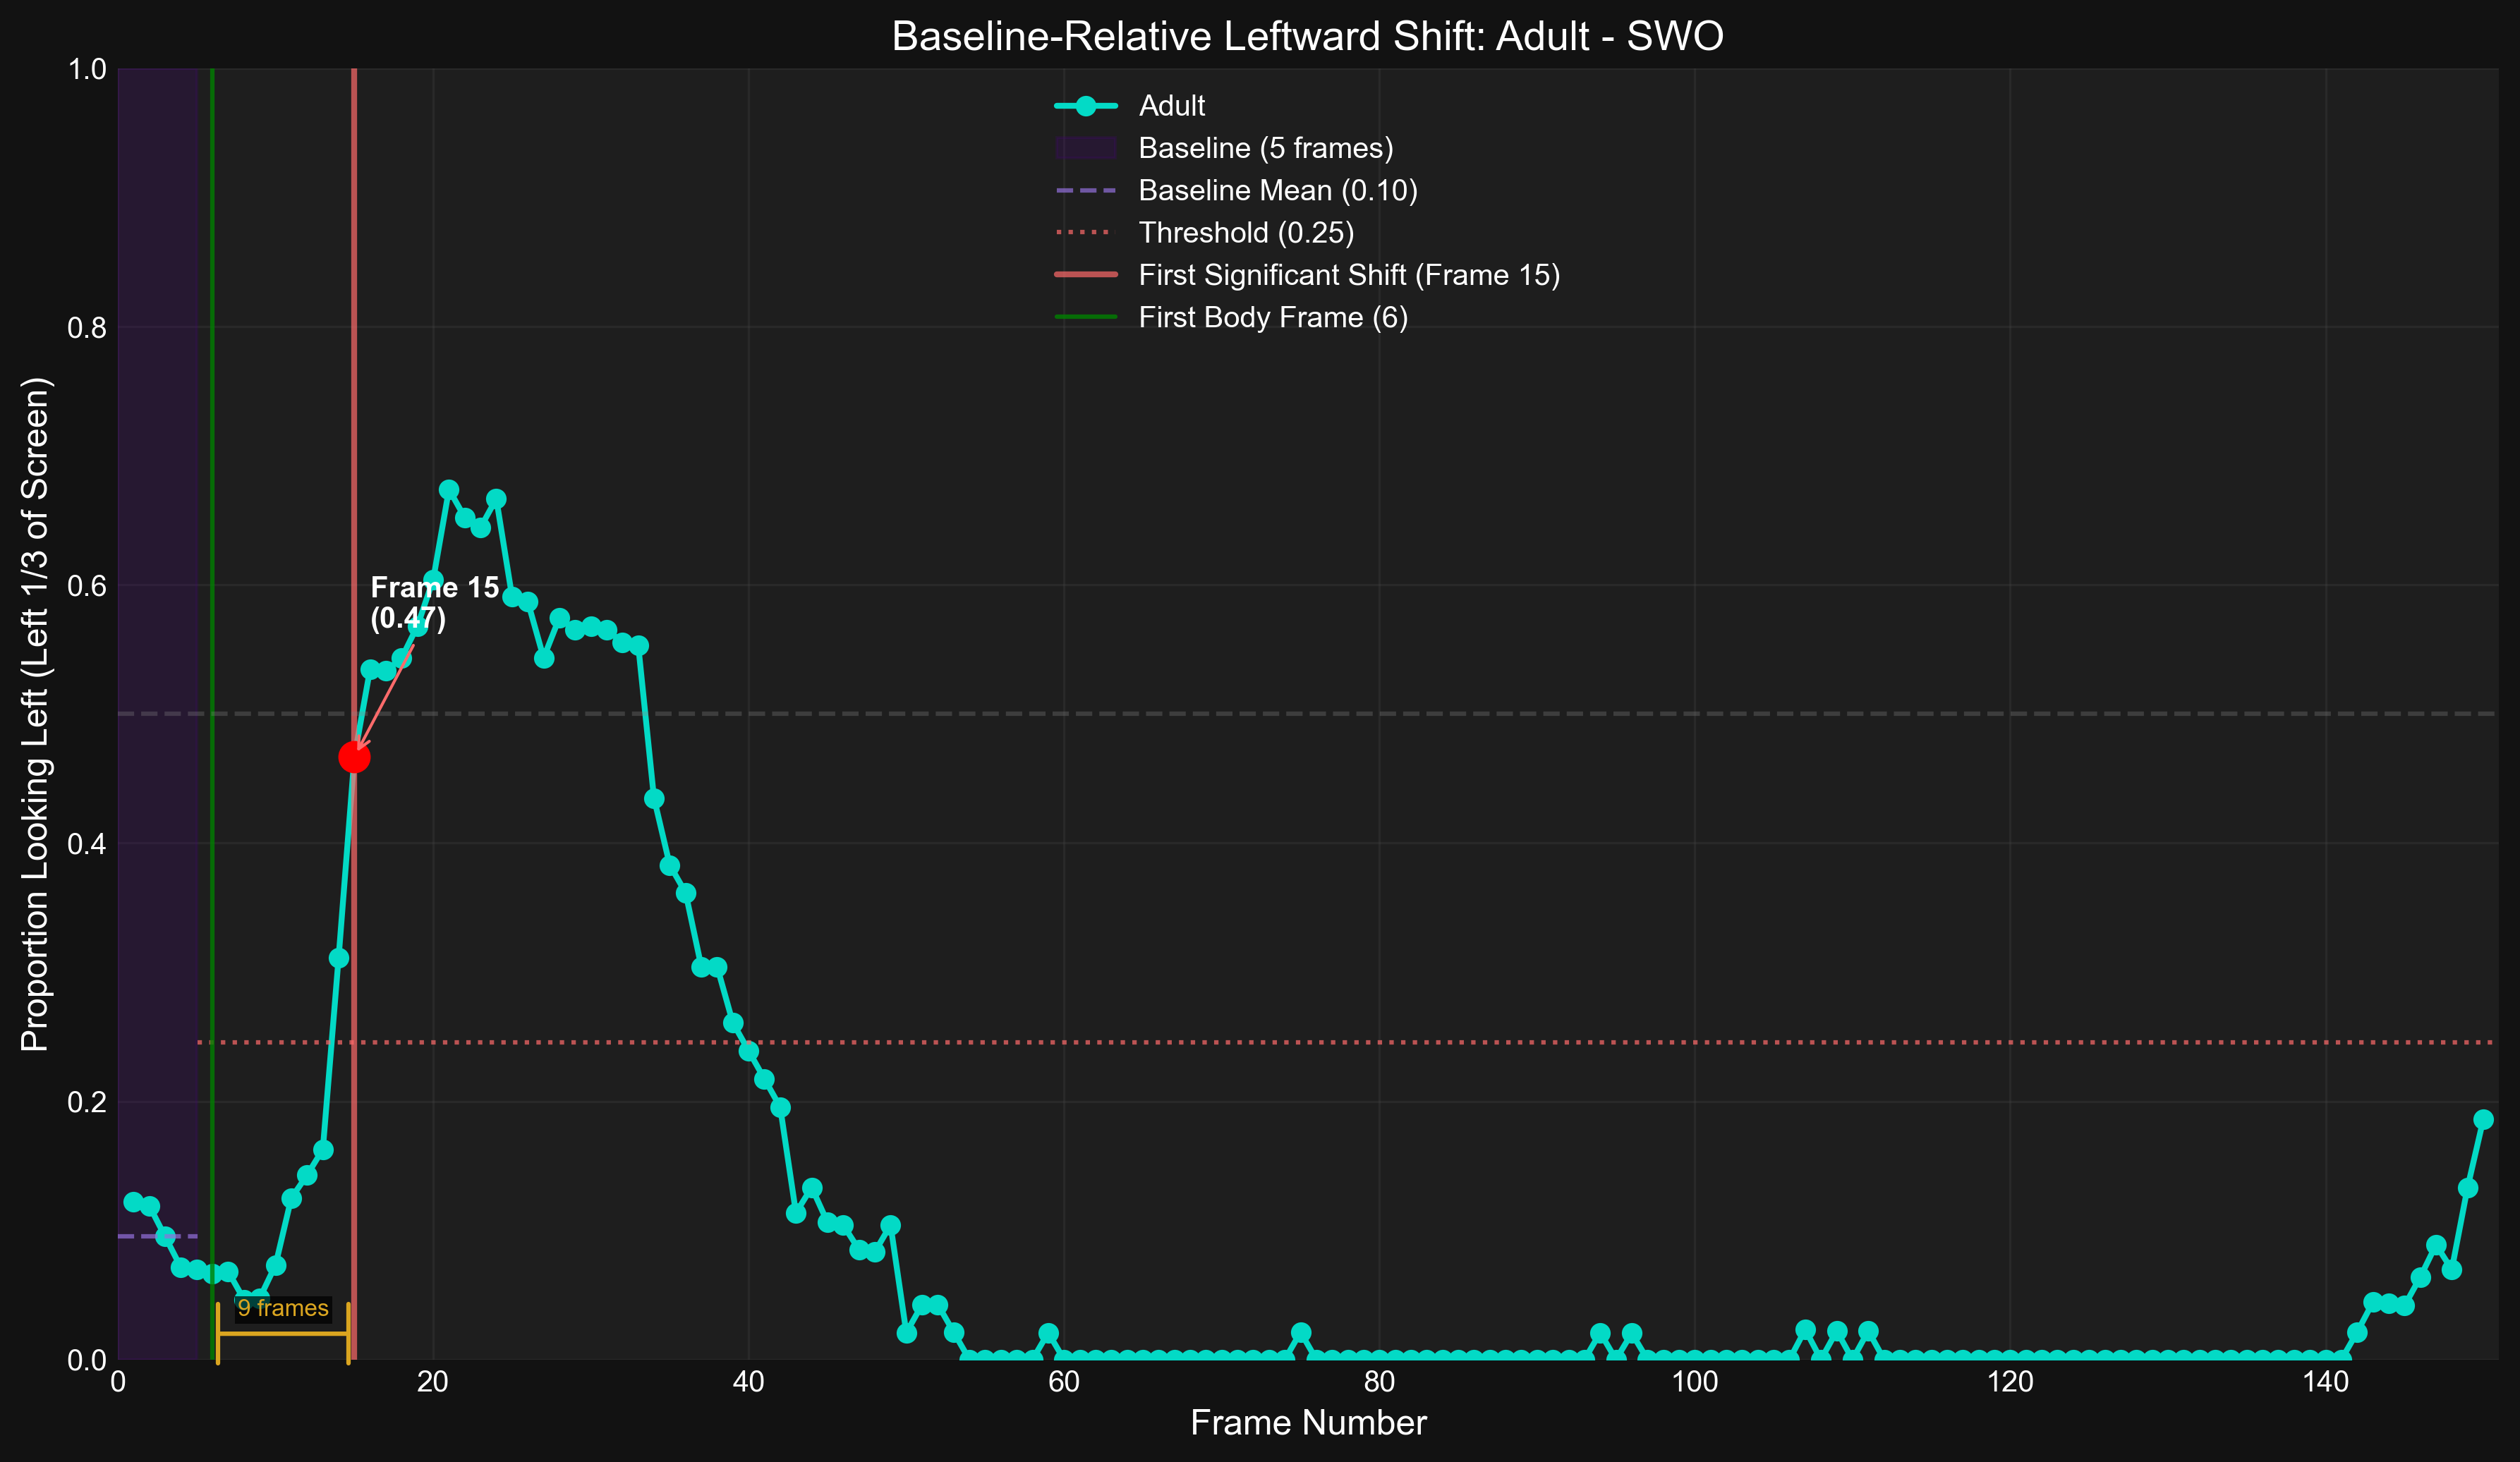 Baseline-Relative Leftward Shift: Adult - SWO
Proportion Looking Left (Left 1/3 of Screen)
1.0
0.8
0.6
0.4
0.2
0.0
Adult
Baseline (5 frames)
Baseline Mean (0.10)
Threshold (0.25)
First Significant Shift (Frame 15)
First Body Frame (6)
Frame 15
(0.47)
9 frames
0 20 40 60 80 100 120 140
Frame Number